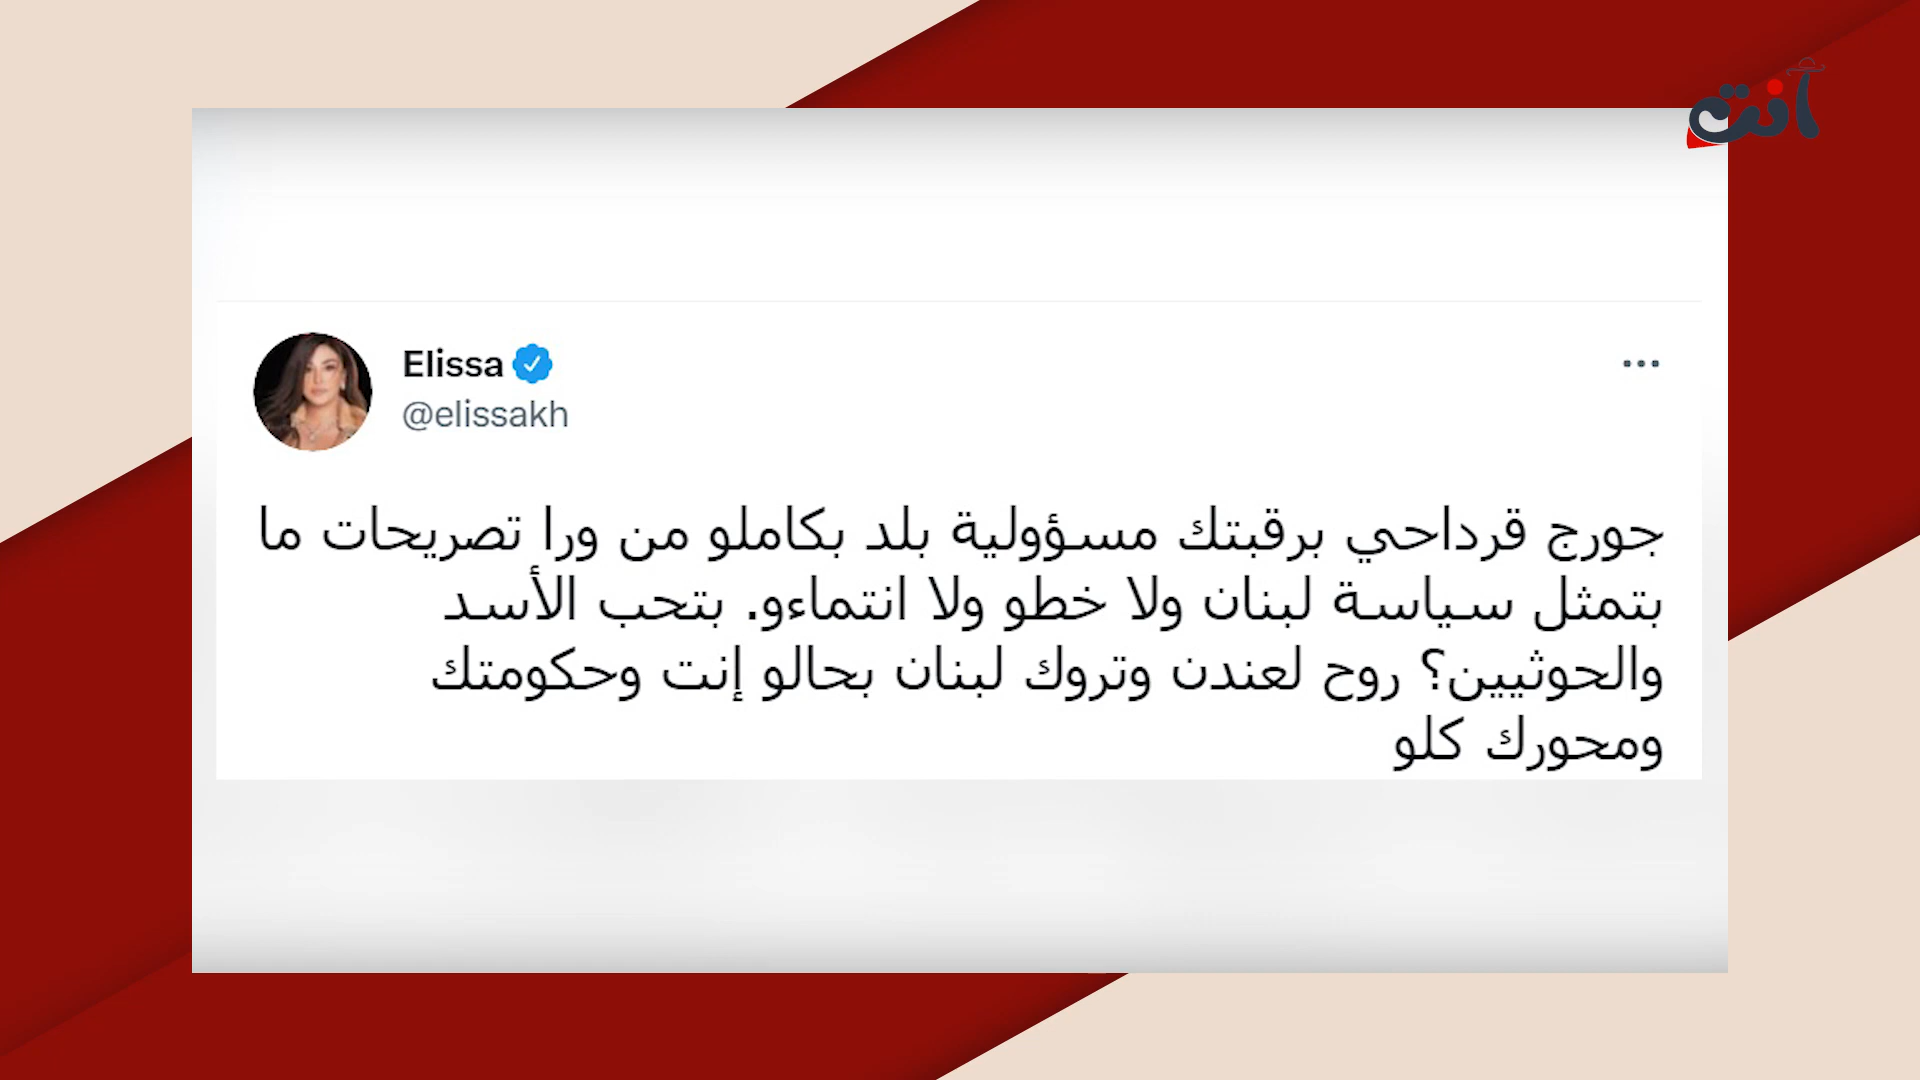 أنت
Elissa
@elissakh
جورج قرداحي برقبتك مسؤولية بلد بكاملو من ورا تصريحات ما
بتمثل سياسة لبنان ولا خطو ولا انتماءو. بتحب الأسد
والحوثيين؟ روح لعندن وتروك لبنان بحالو إنت وحكومتك
ومحورك كلو